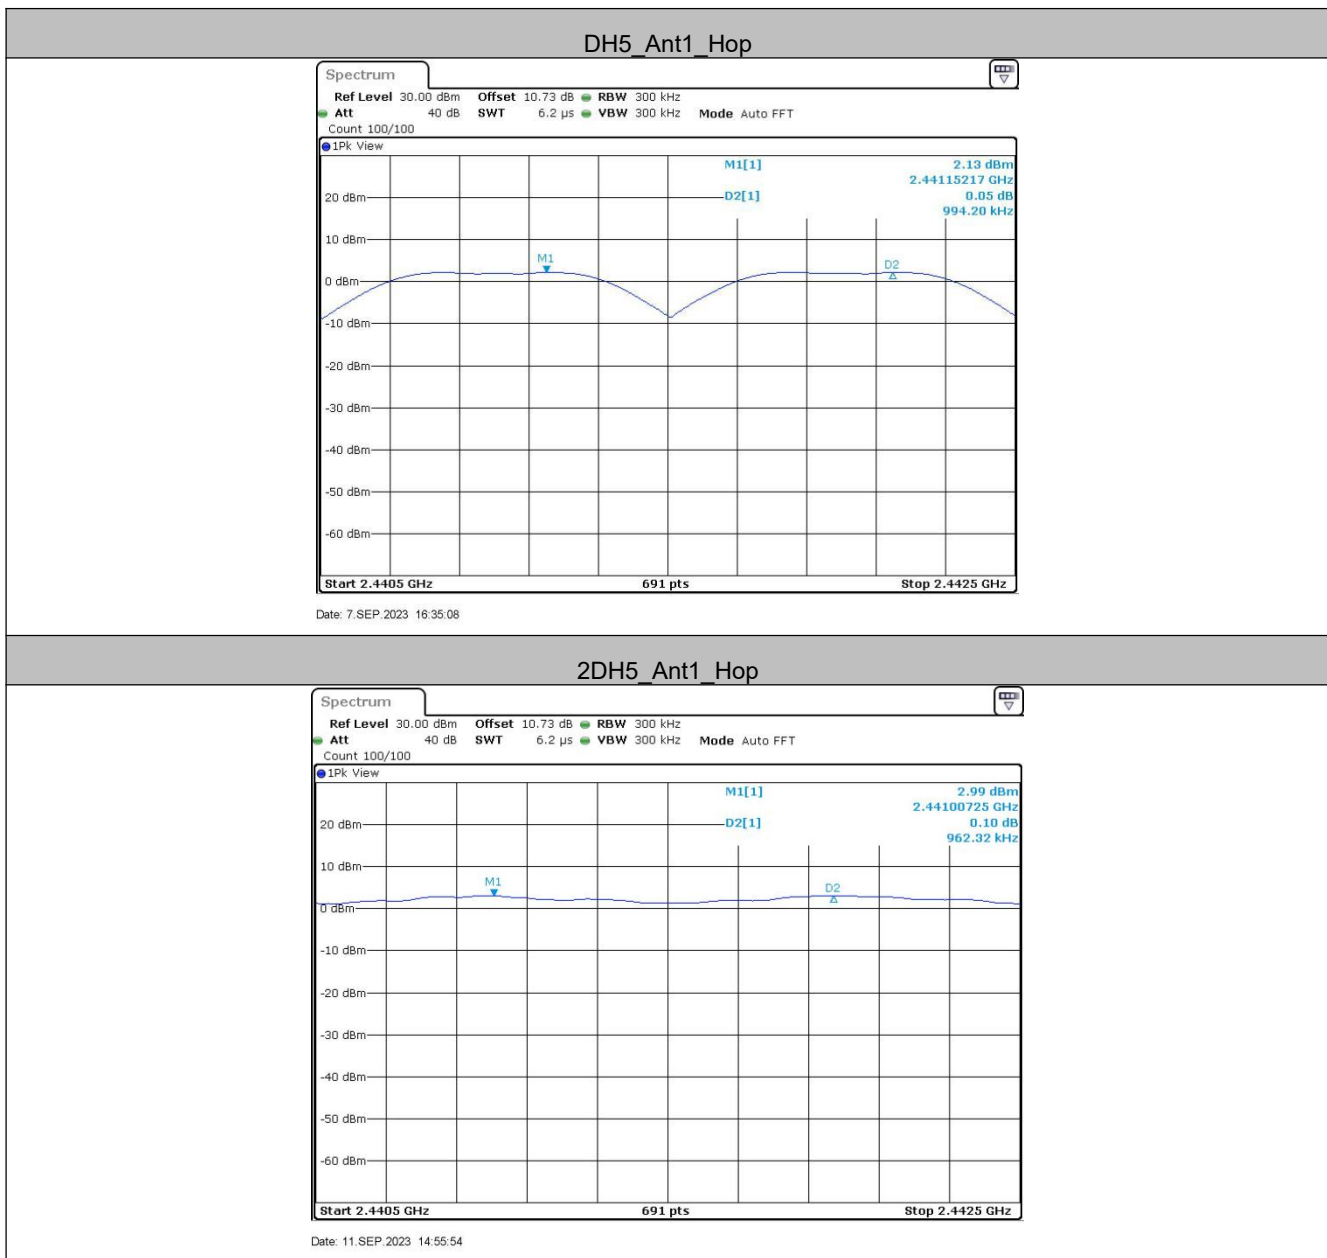 DH5_Ant1_Hop
Spectrum
Ref Level 30.00 dBm Offset 10.73 dB RBW 300 kHz
Att 40 dB SWT 6.2 µs VBW 300 kHz Mode Auto FFT
Count 100/100
1Pk View
M1[1] 2.13 dBm
2.44115217 GHz
20 dBm D2[1] 0.05 dB
994.20 kHz
10 dBm
M1
D2
0 dBm
-10 dBm
-20 dBm
-30 dBm
-40 dBm
-50 dBm
-60 dBm
Start 2.4405 GHz 691 pts Stop 2.4425 GHz
Date: 7.SEP.2023 16:35:08
2DH5_Ant1_Hop
Spectrum
Ref Level 30.00 dBm Offset 10.73 dB RBW 300 kHz
Att 40 dB SWT 6.2 µs VBW 300 kHz Mode Auto FFT
Count 100/100
1Pk View
M1[1] 2.99 dBm
2.44100725 GHz
20 dBm D2[1] 0.10 dB
962.32 kHz
10 dBm
M1
D2
0 dBm
-10 dBm
-20 dBm
-30 dBm
-40 dBm
-50 dBm
-60 dBm
Start 2.4405 GHz 691 pts Stop 2.4425 GHz
Date: 11.SEP.2023 14:55:54